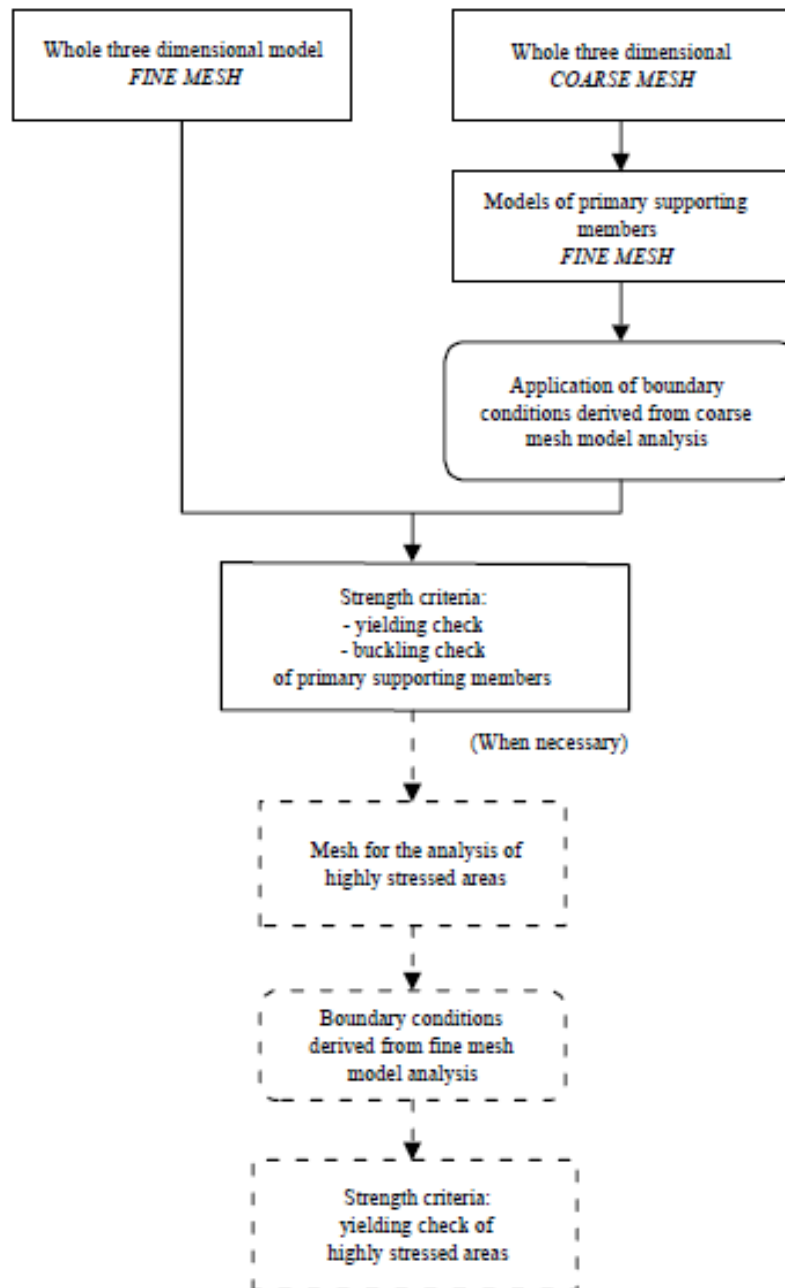 Whole three dimensional model
FINE MESH
Whole three dimensional
COARSE MESH
Models of primary supporting
members
FINE MESH
Application of boundary
conditions derived from coarse
mesh model analysis
Strength criteria:
- yielding check
- buckling check
of primary supporting members
(When necessary)
Mesh for the analysis of
highly stressed areas
Boundary conditions
derived from fine mesh
model analysis
Strength criteria:
yielding check of
highly stressed areas